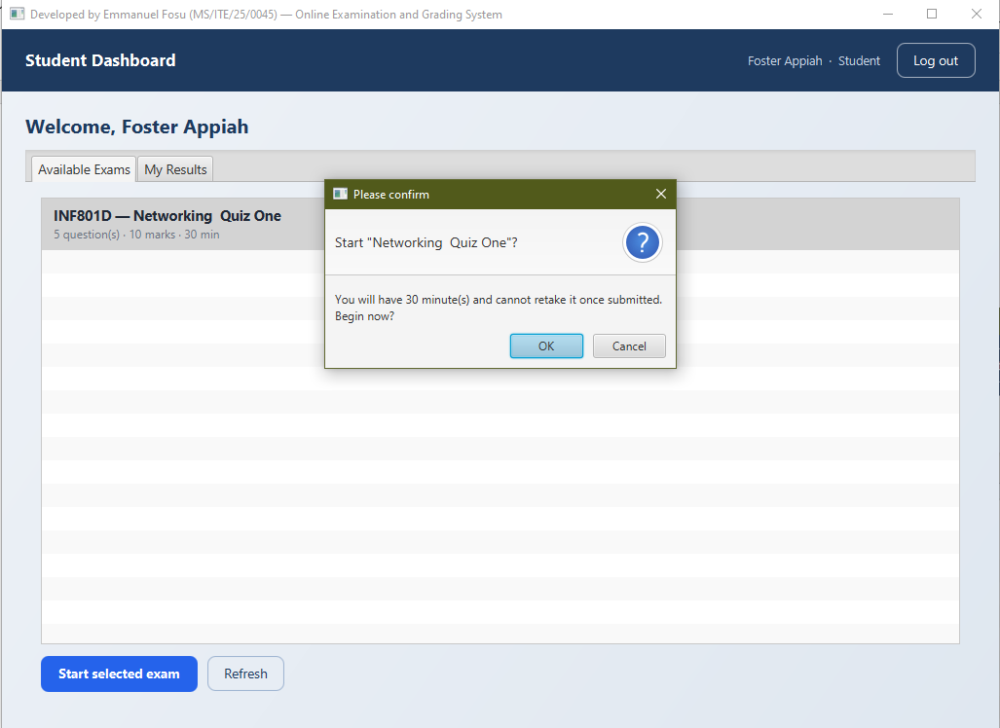 Developed by Emmanuel Fosu (MS/ITE/25/0045) — Online Examination and Grading System
Student Dashboard
Foster Appiah · Student
Log out
Welcome, Foster Appiah
Available Exams
My Results
INF801D — Networking  Quiz One
5 question(s) · 10 marks · 30 min
Please confirm
Start "Networking  Quiz One"?
?
You will have 30 minute(s) and cannot retake it once submitted.
Begin now?
OK
Cancel
Start selected exam
Refresh